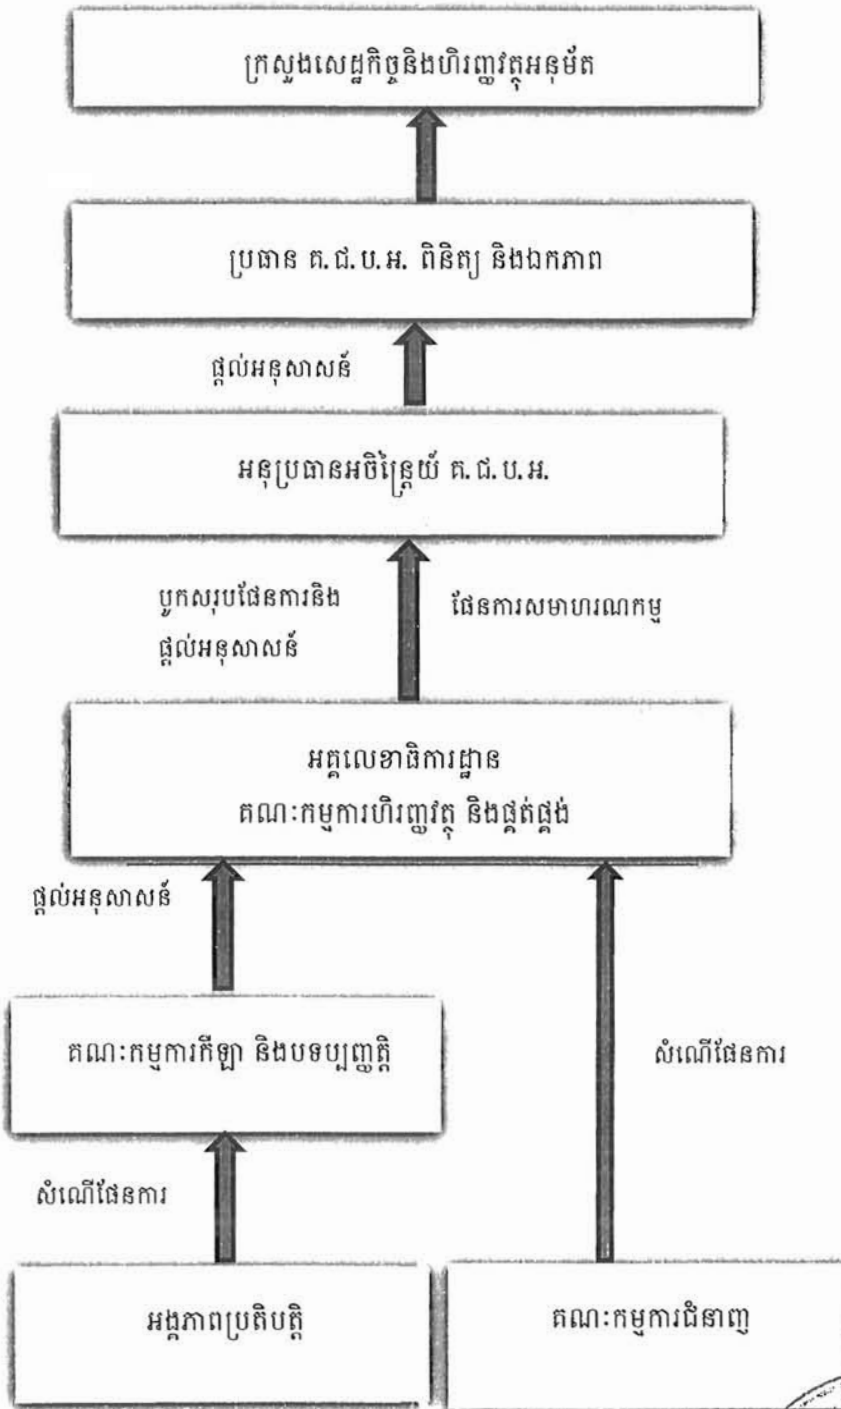 ក្រសួងសេដ្ឋកិច្ចនិងហិរញ្ញវត្ថុអនុម័ត
ប្រធាន គ.ជ.ប.អ. ពិនិត្យ និងឯកភាព
ផ្តល់អនុសាសន៍
អនុប្រធានអចិន្ត្រៃយ៍ គ.ជ.ប.អ.
បូកសរុបផែនការនិង
ផ្តល់អនុសាសន៍
ផែនការសមាហរណកម្ម
អគ្គលេខាធិការដ្ឋាន
គណៈកម្មការហិរញ្ញវត្ថុ និងផ្គត់ផ្គង់
ផ្តល់អនុសាសន៍
គណៈកម្មការកីឡា និងបទប្បញ្ញត្តិ
សំណើផែនការ
សំណើផែនការ
អង្គភាពប្រតិបត្តិ
គណៈកម្មការជំនាញ